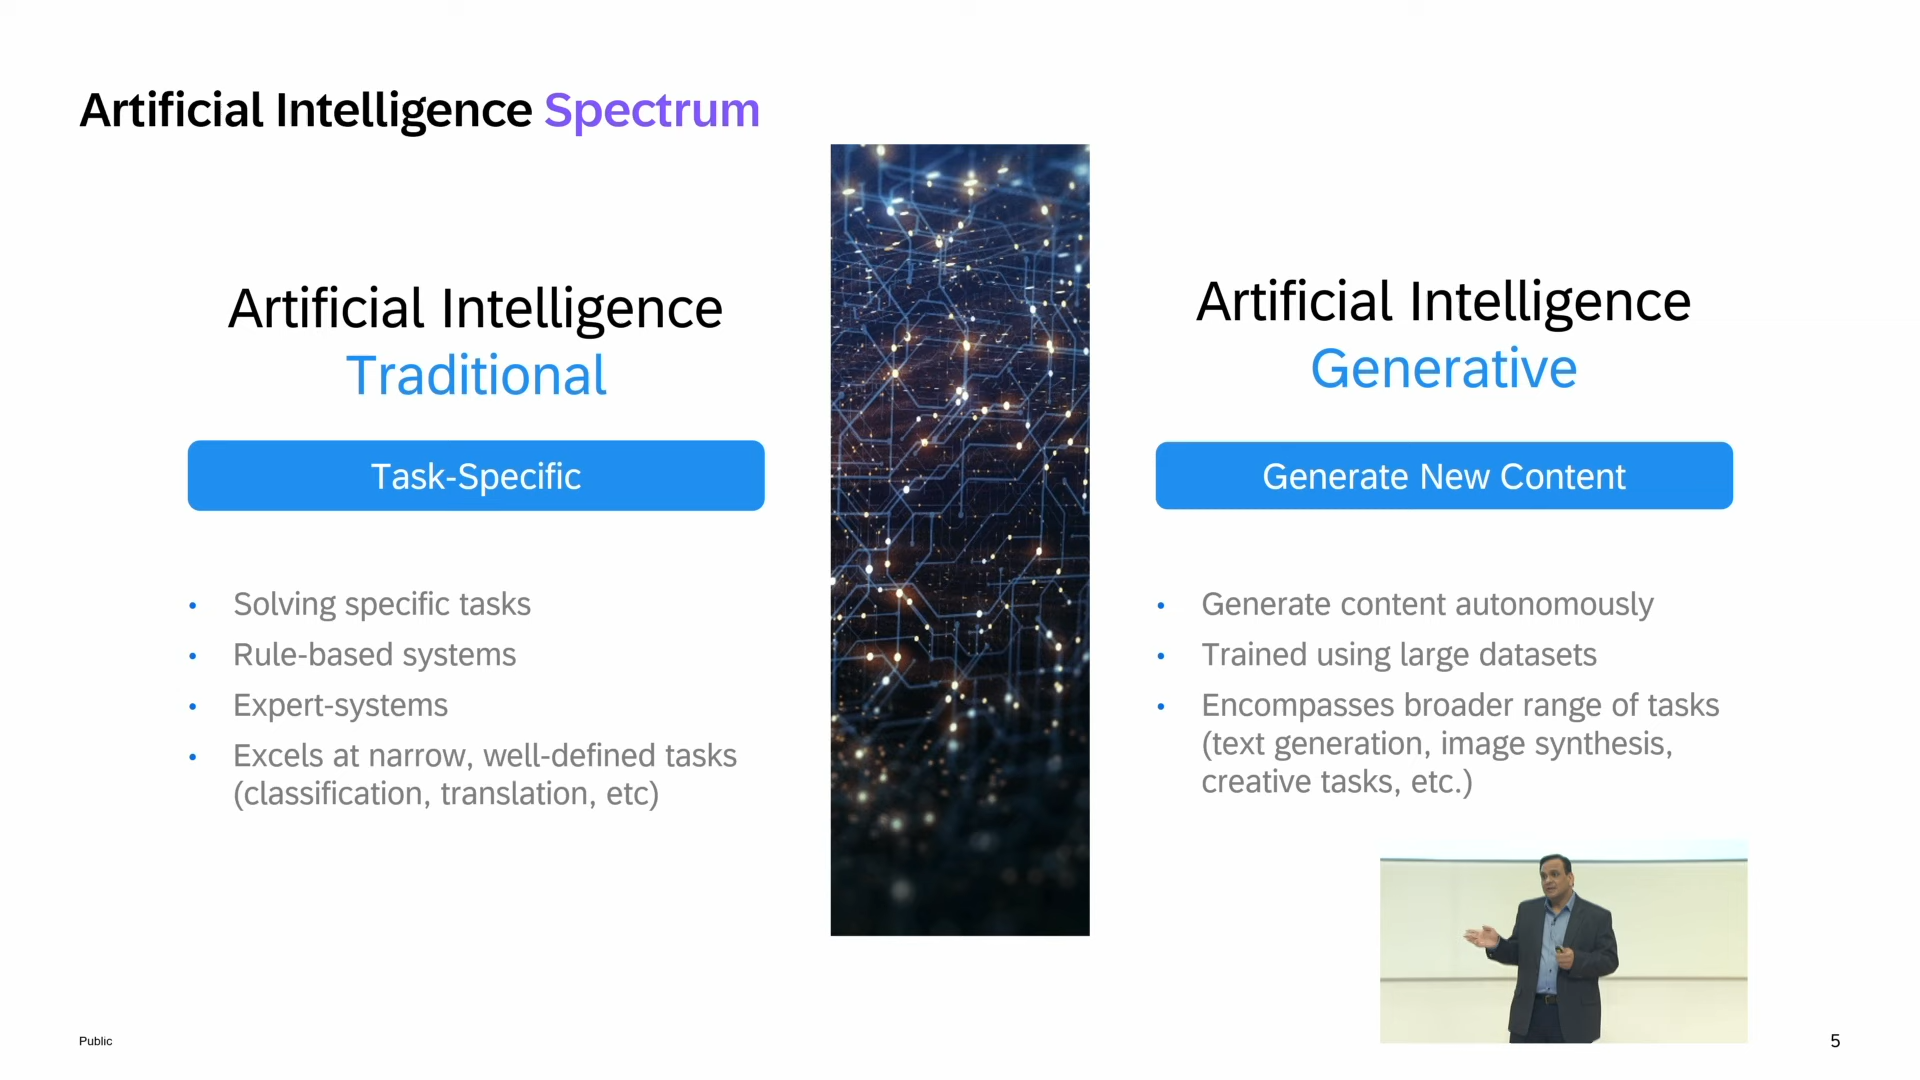 Artificial Intelligence Spectrum
Artificial Intelligence
Traditional
Task-Specific
• Solving specific tasks
• Rule-based systems
• Expert-systems
• Excels at narrow, well-defined tasks
(classification, translation, etc)
Artificial Intelligence
Generative
Generate New Content
• Generate content autonomously
• Trained using large datasets
• Encompasses broader range of tasks
(text generation, image synthesis,
creative tasks, etc.)
Public
5